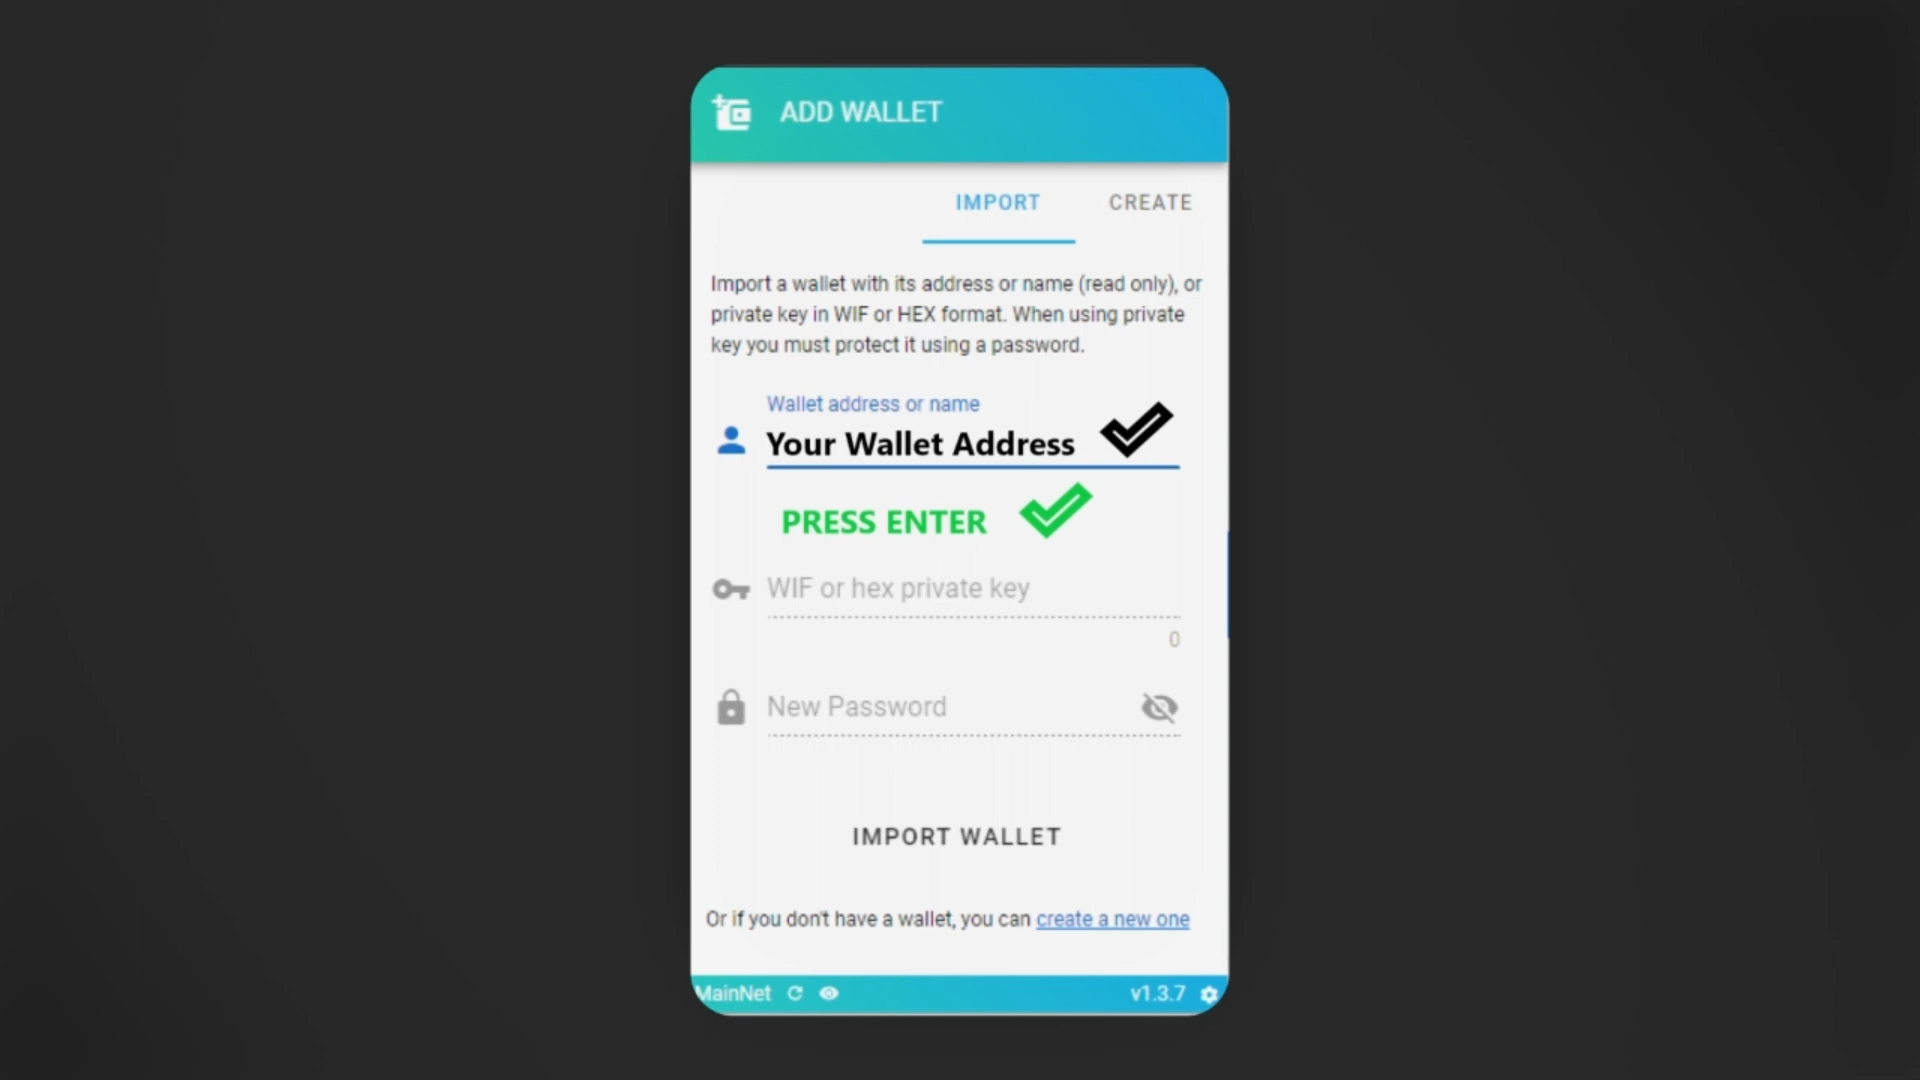 ADD WALLET
IMPORT
CREATE
Import a wallet with its address or name (read only), or
private key in WIF or HEX format. When using private
key you must protect it using a password.
Wallet address or name
Your Wallet Address
PRESS ENTER
WIF or hex private key
0
New Password
IMPORT WALLET
Or if you don't have a wallet, you can create a new one
MainNet
v1.3.7